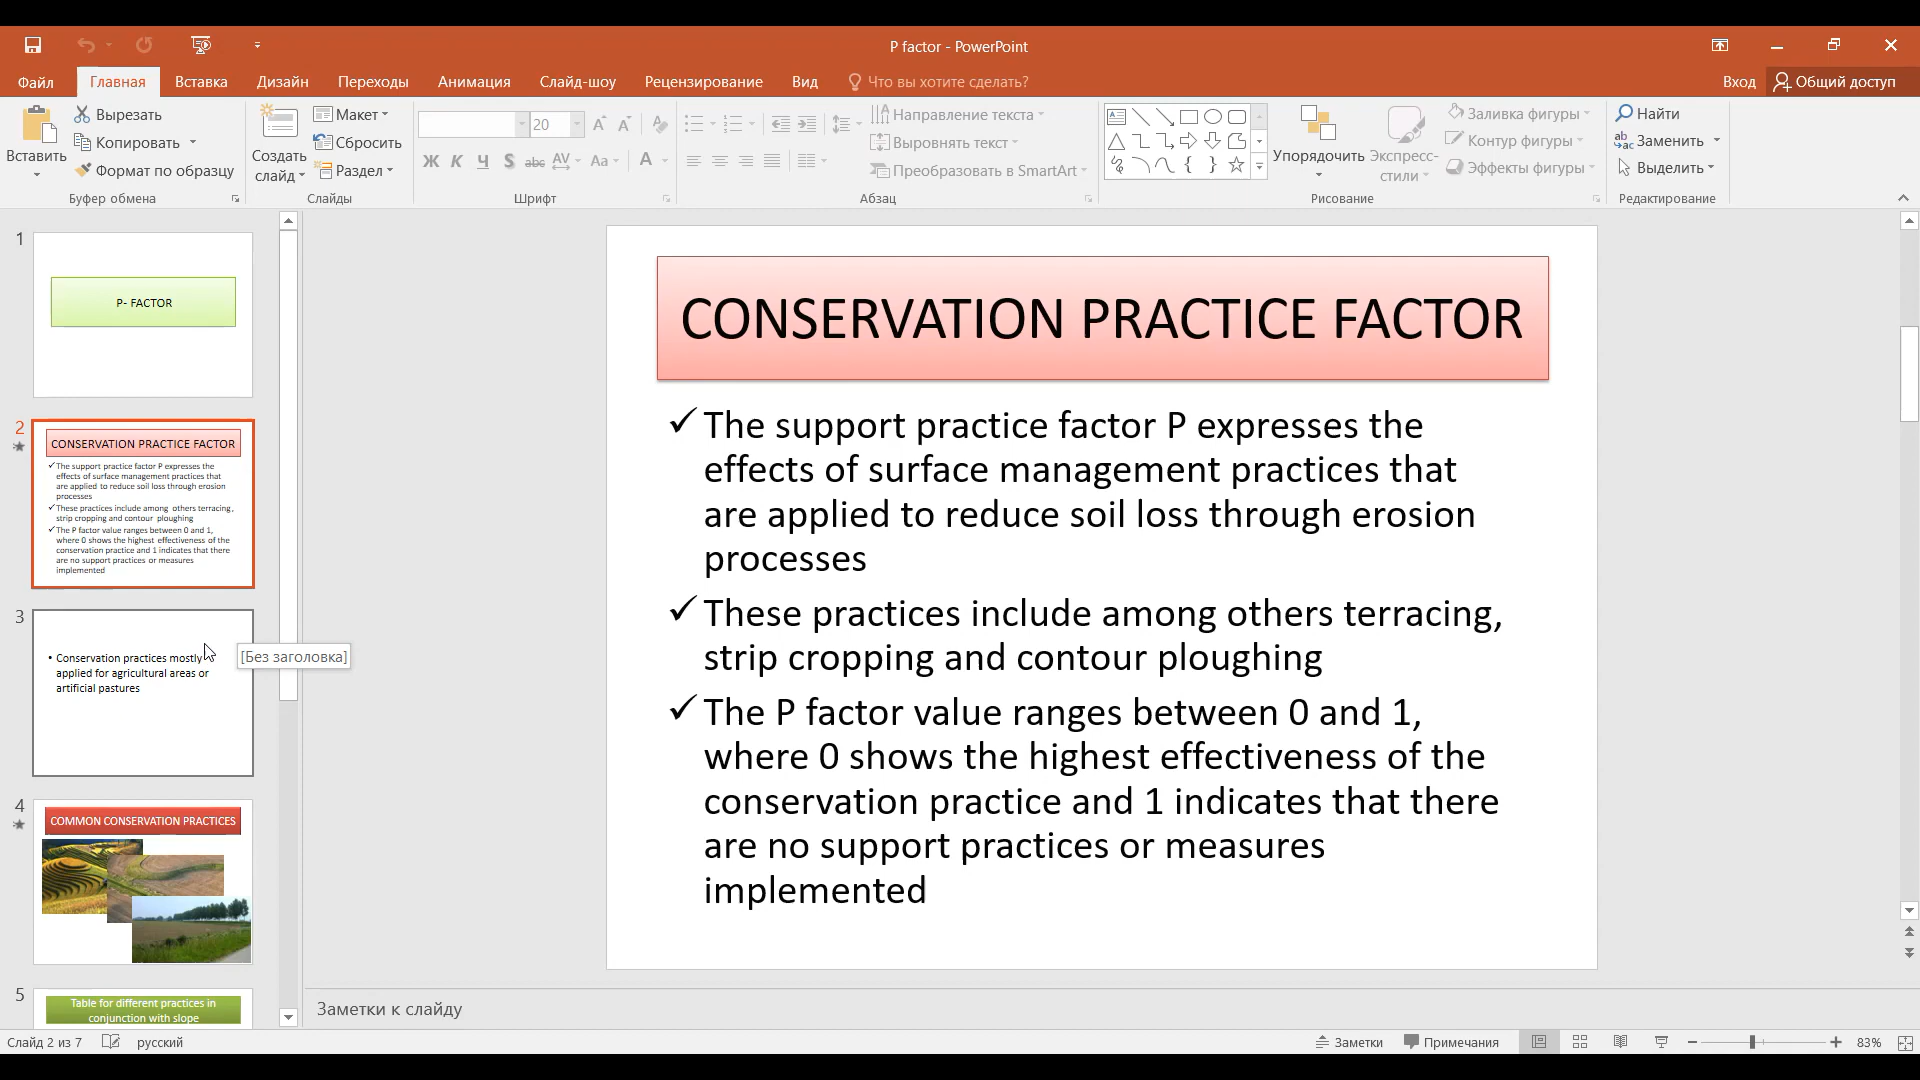 P factor - PowerPoint
Файл
Главная
Вставка
Дизайн
Переходы
Анимация
Слайд-шоу
Рецензирование
Вид
Что вы хотите сделать?
Вход
Общий доступ
Вставить
Вырезать
Копировать
Формат по образцу
Буфер обмена
Создать
слайд
Макет
Сбросить
Раздел
Слайды
20
Ж К Ч S abc AV Aa A
Шрифт
Направление текста
Выровнять текст
Преобразовать в SmartArt
Абзац
Упорядочить
Экспресс-
стили
Заливка фигуры
Контур фигуры
Эффекты фигуры
Рисование
Найти
Заменить
Выделить
Редактирование
1
P- FACTOR
2
CONSERVATION PRACTICE FACTOR
✓The support practice factor P expresses the
effects of surface management practices that
are applied to reduce soil loss through erosion
processes
✓These practices include among others terracing,
strip cropping and contour ploughing
✓The P factor value ranges between 0 and 1,
where 0 shows the highest effectiveness of the
conservation practice and 1 indicates that there
are no support practices or measures
implemented
3
• Conservation practices mostly
applied for agricultural areas or
artificial pastures
[Без заголовка]
4
COMMON CONSERVATION PRACTICES
5
Table for different practices in
conjunction with slope
CONSERVATION PRACTICE FACTOR
✓The support practice factor P expresses the
effects of surface management practices that
are applied to reduce soil loss through erosion
processes
✓These practices include among others terracing,
strip cropping and contour ploughing
✓The P factor value ranges between 0 and 1,
where 0 shows the highest effectiveness of the
conservation practice and 1 indicates that there
are no support practices or measures
implemented
Заметки к слайду
Слайд 2 из 7
русский
Заметки
Примечания
83%